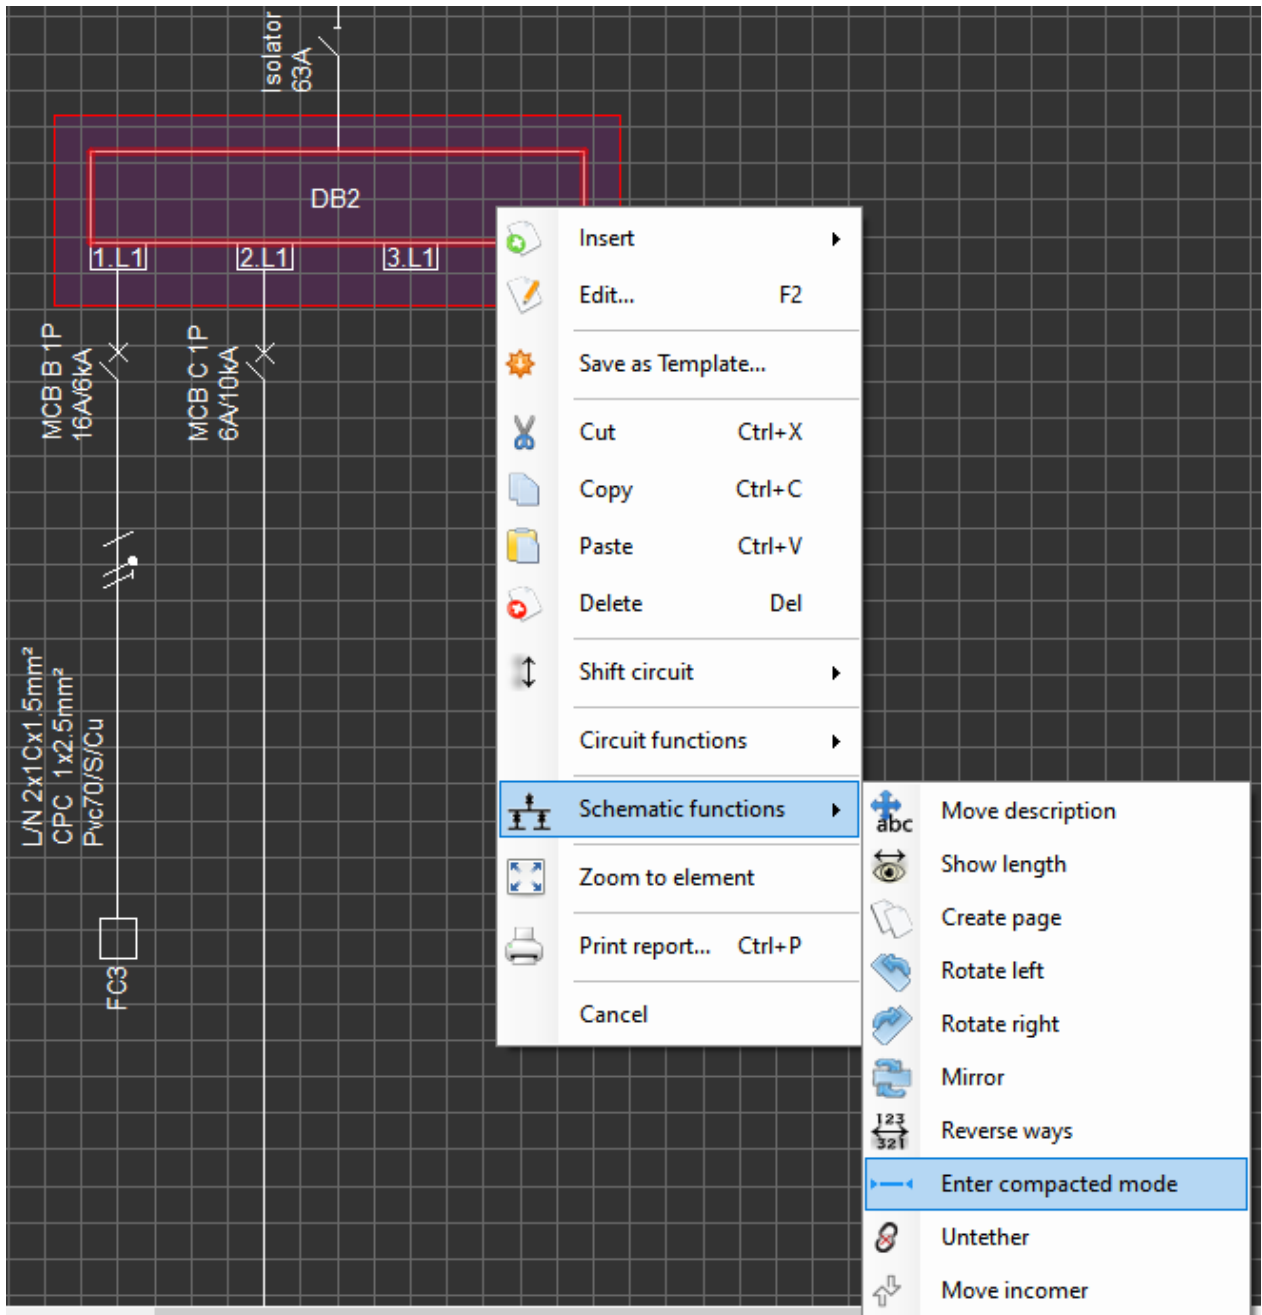 Isolator
63A
DB2
1.L1
2.L1
3.L1
MCB B 1P
16A/6kA
MCB C 1P
6A/10kA
L/N 2x1Cx1.5mm²
CPC 1x2.5mm²
Pvc70/S/Cu
FC3
Insert
Edit... F2
Save as Template...
Cut Ctrl+X
Copy Ctrl+C
Paste Ctrl+V
Delete Del
Shift circuit
Circuit functions
Schematic functions
Zoom to element
Print report... Ctrl+P
Cancel
abc Move description
Show length
Create page
Rotate left
Rotate right
Mirror
123
321
Reverse ways
Enter compacted mode
Untether
Move incomer